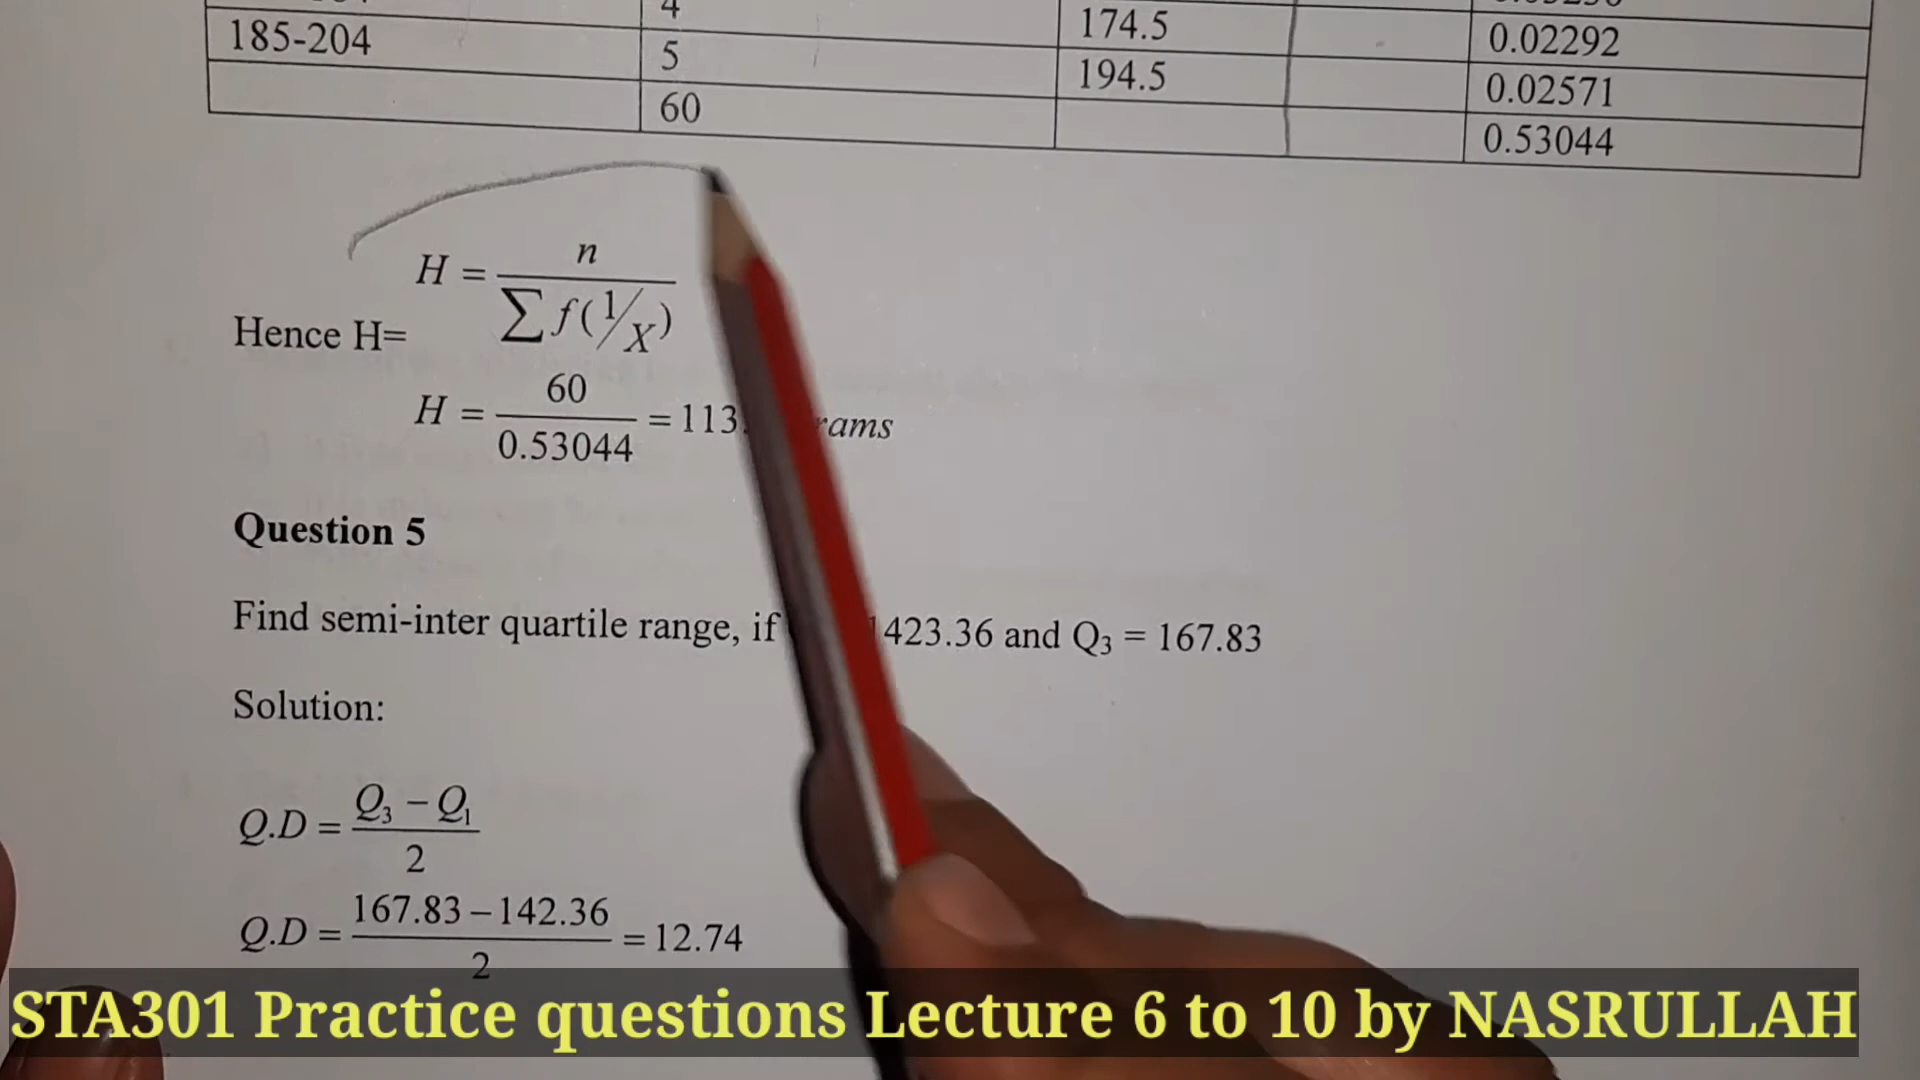 4 174.5 0.02292
185-204 5 194.5 0.02571
60 0.53044
H = n / ∑ f(1/X)
Hence H=
H = 60 / 0.53044 = 113. rams
Question 5
Find semi-inter quartile range, if 1423.36 and Q₃ = 167.83
Solution:
Q.D = Q₃ − Q₁ / 2
Q.D = 167.83 − 142.36 / 2 = 12.74
STA301 Practice questions Lecture 6 to 10 by NASRULLAH